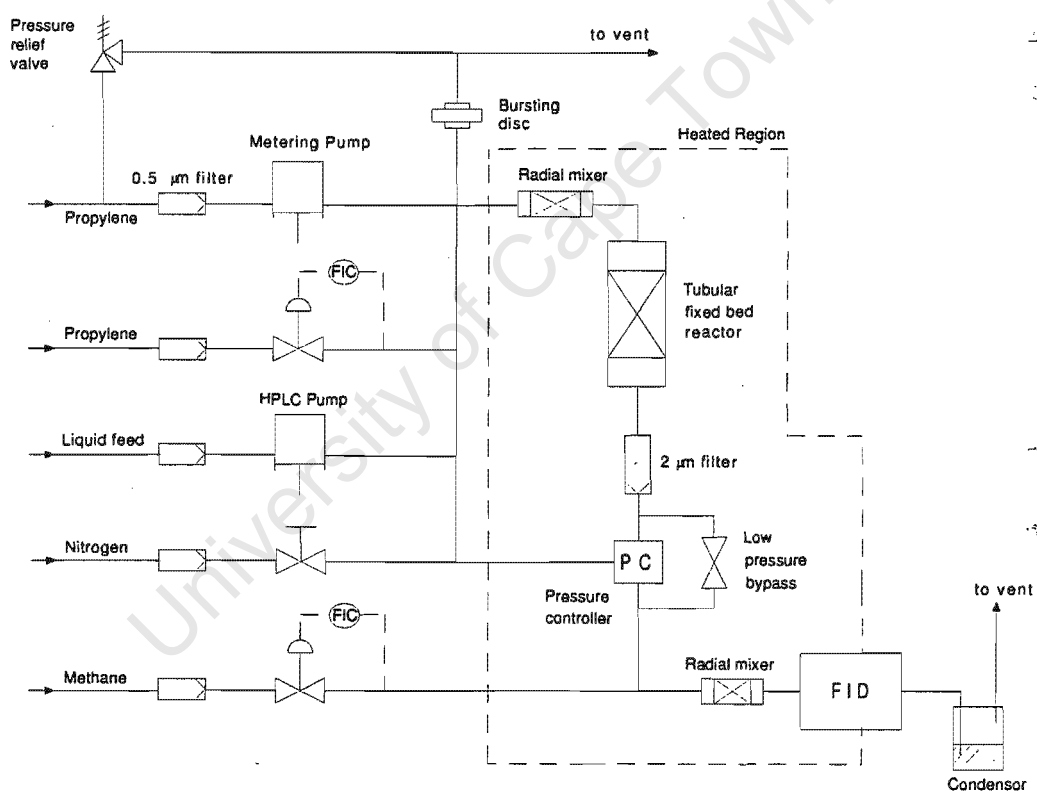 Pressure
relief
valve
to vent
Bursting
disc
Heated Region
Metering Pump
Radial mixer
0.5 µm filter
Propylene
FIC
Tubular
fixed bed
reactor
Propylene
HPLC Pump
Liquid feed
2 µm filter
Nitrogen
PC
Low
pressure
bypass
Pressure
controller
to vent
FIC
Methane
Radial mixer
FID
Condensor
University of Cape Town